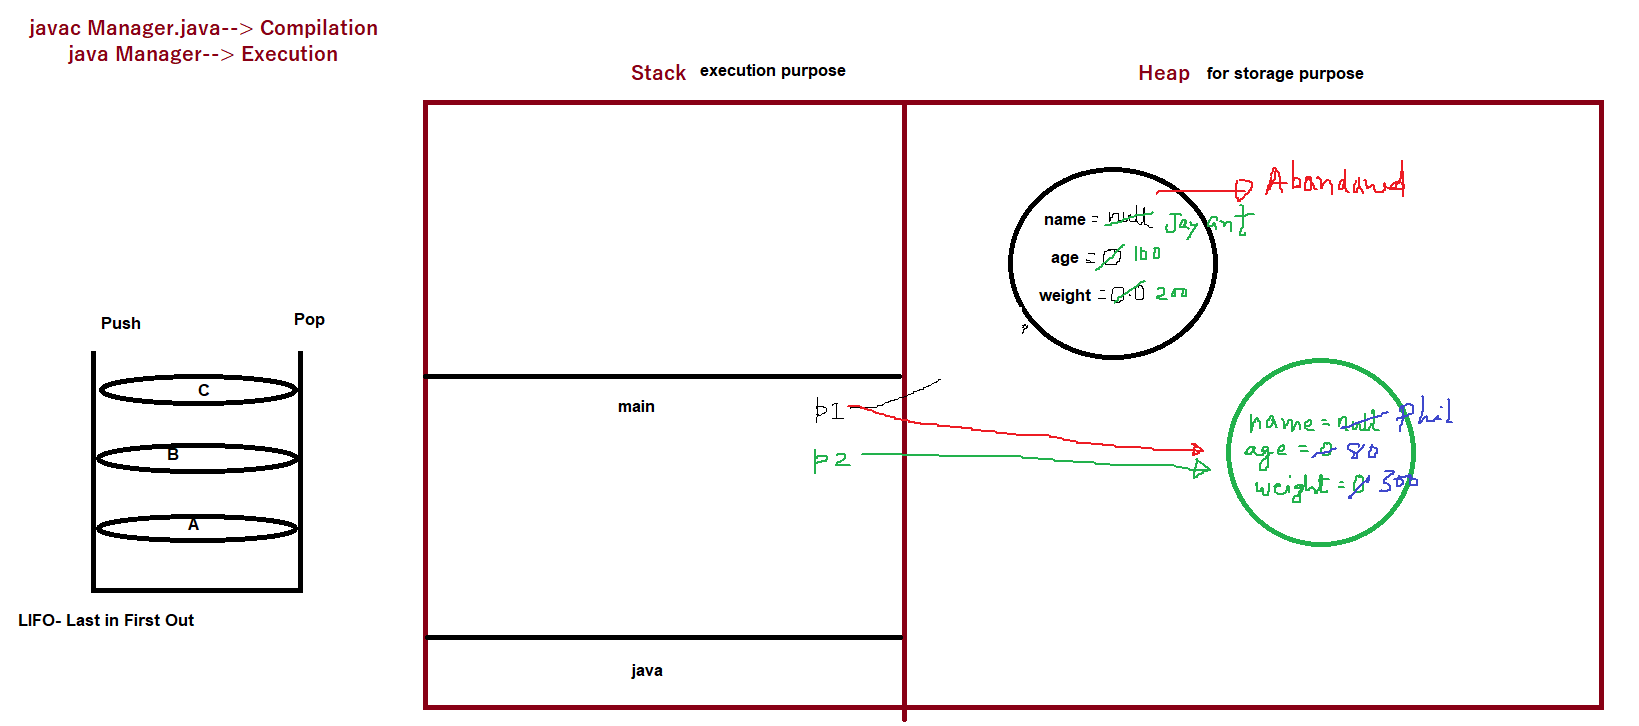 javac Manager.java--> Compilation
java Manager--> Execution
Stack execution purpose
Heap for storage purpose
Abandaned
name = null Jayant
age = 0 100
weight = 0.0 200
Push
Pop
C
B
A
LIFO- Last in First Out
main
p1
p2
name = null Phil
age = 0 80
weight = 0 300
java